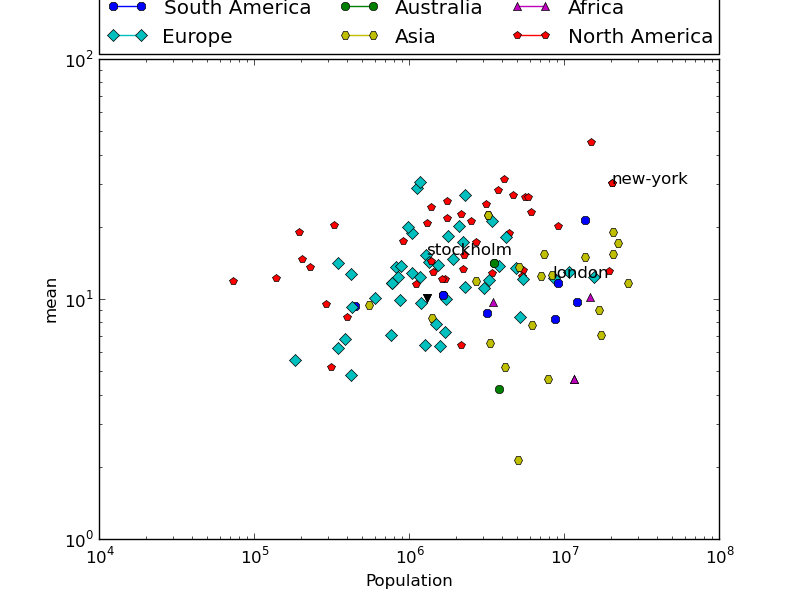 South America Australia Africa
Europe Asia North America
10²
new-york
stockholm
london
10¹
mean
10⁰
10⁴ 10⁵ 10⁶ 10⁷ 10⁸
Population